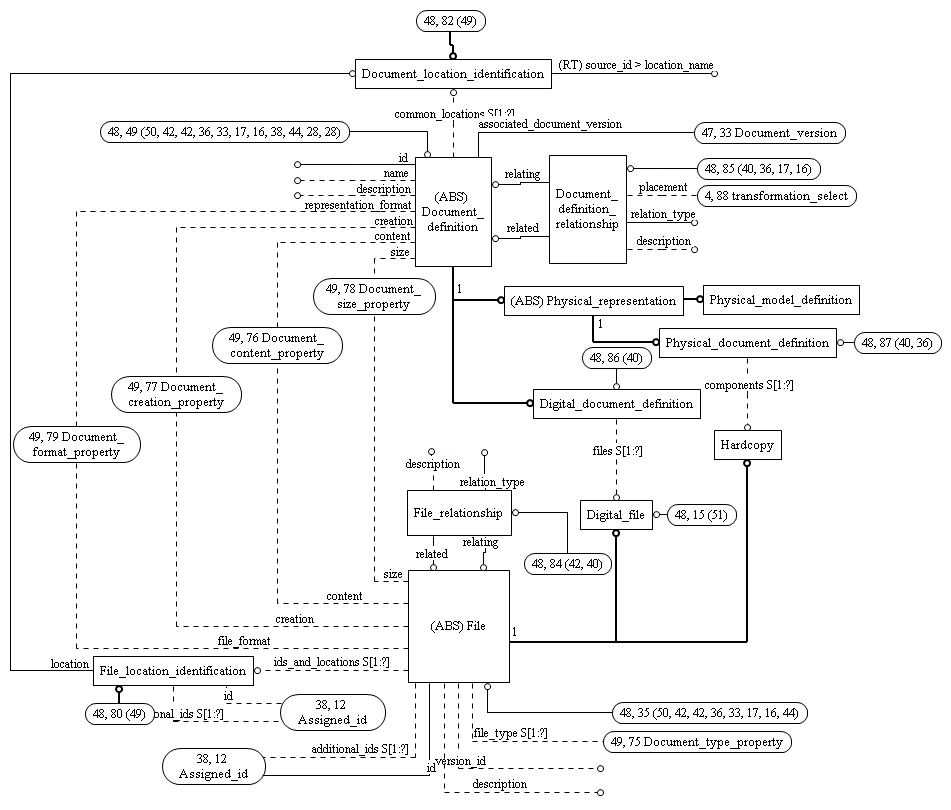 48, 82 (49)
Document_location_identification
(RT) source_id > location_name
common_locations S[1:?]
48, 49 (50, 42, 42, 36, 33, 17, 16, 38, 44, 28, 28)
associated_document_version
47, 33 Document_version
id
name
description
representation_format
creation
content
size
(ABS)
Document_
definition
relating
related
Document_
definition_
relationship
48, 85 (40, 36, 17, 16)
placement
4, 88 transformation_select
relation_type
description
49, 78 Document_
size_property
1
(ABS) Physical_representation
Physical_model_definition
1
49, 76 Document_
content_property
Physical_document_definition
48, 87 (40, 36)
48, 86 (40)
49, 77 Document_
creation_property
components S[1:?]
Digital_document_definition
49, 79 Document_
format_property
files S[1:?]
Hardcopy
description
relation_type
File_relationship
Digital_file
48, 15 (51)
related
relating
48, 84 (42, 40)
size
content
creation
file_format
(ABS) File
1
location
File_location_identification
ids_and_locations S[1:?]
id
48, 80 (49)
onal_ids S[1:?]
38, 12
Assigned_id
48, 35 (50, 42, 42, 36, 33, 17, 16, 44)
file_type S[1:?]
49, 75 Document_type_property
additional_ids S[1:?]
38, 12
Assigned_id
id
version_id
description